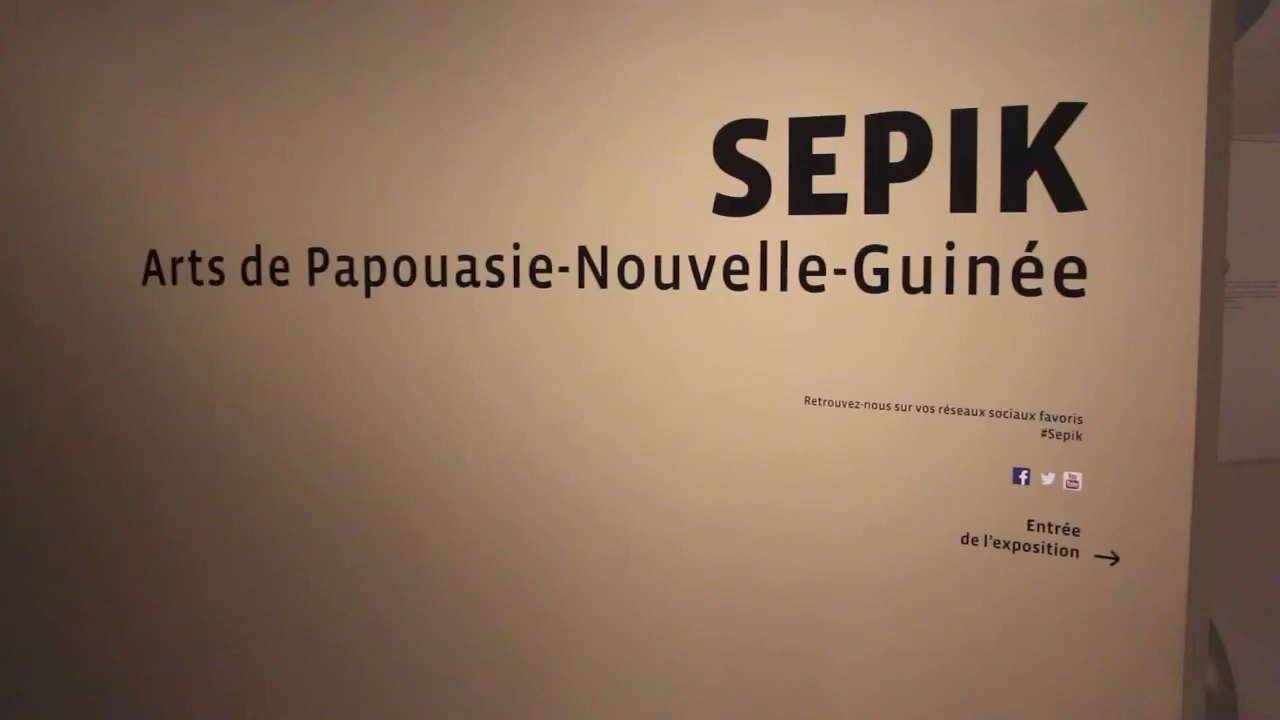 SEPIK
Arts de Papouasie-Nouvelle-Guinée
Retrouvez-nous sur vos réseaux sociaux favoris
#Sepik
Entrée
de l'exposition